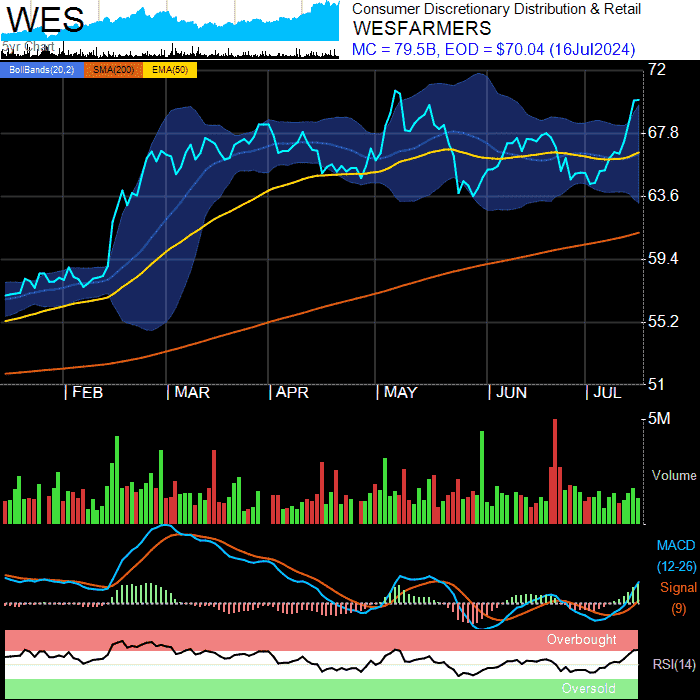 WES
5yr Chart
Consumer Discretionary Distribution & Retail
WESFARMERS
MC = 79.5B, EOD = $70.04 (16Jul2024)
BollBands(20,2) SMA(200) EMA(50)
72
67.8
63.6
59.4
55.2
51
FEB MAR APR MAY JUN JUL
5M
Volume
MACD
(12-26)
Signal
(9)
Overbought
RSI(14)
Oversold